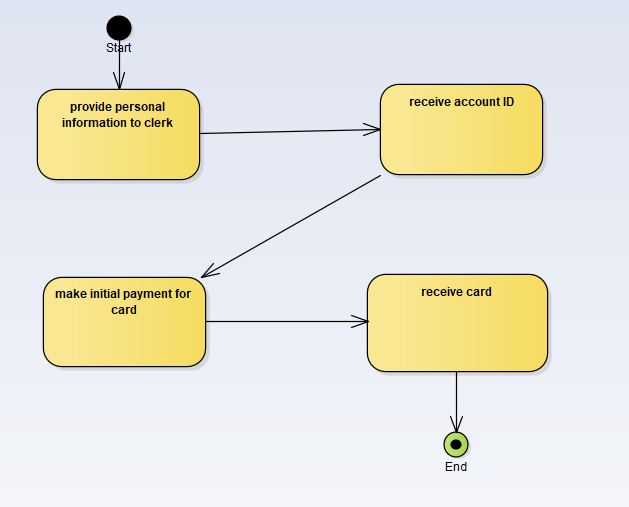 Start
provide personal
information to clerk
receive account ID
make initial payment for
card
receive card
End